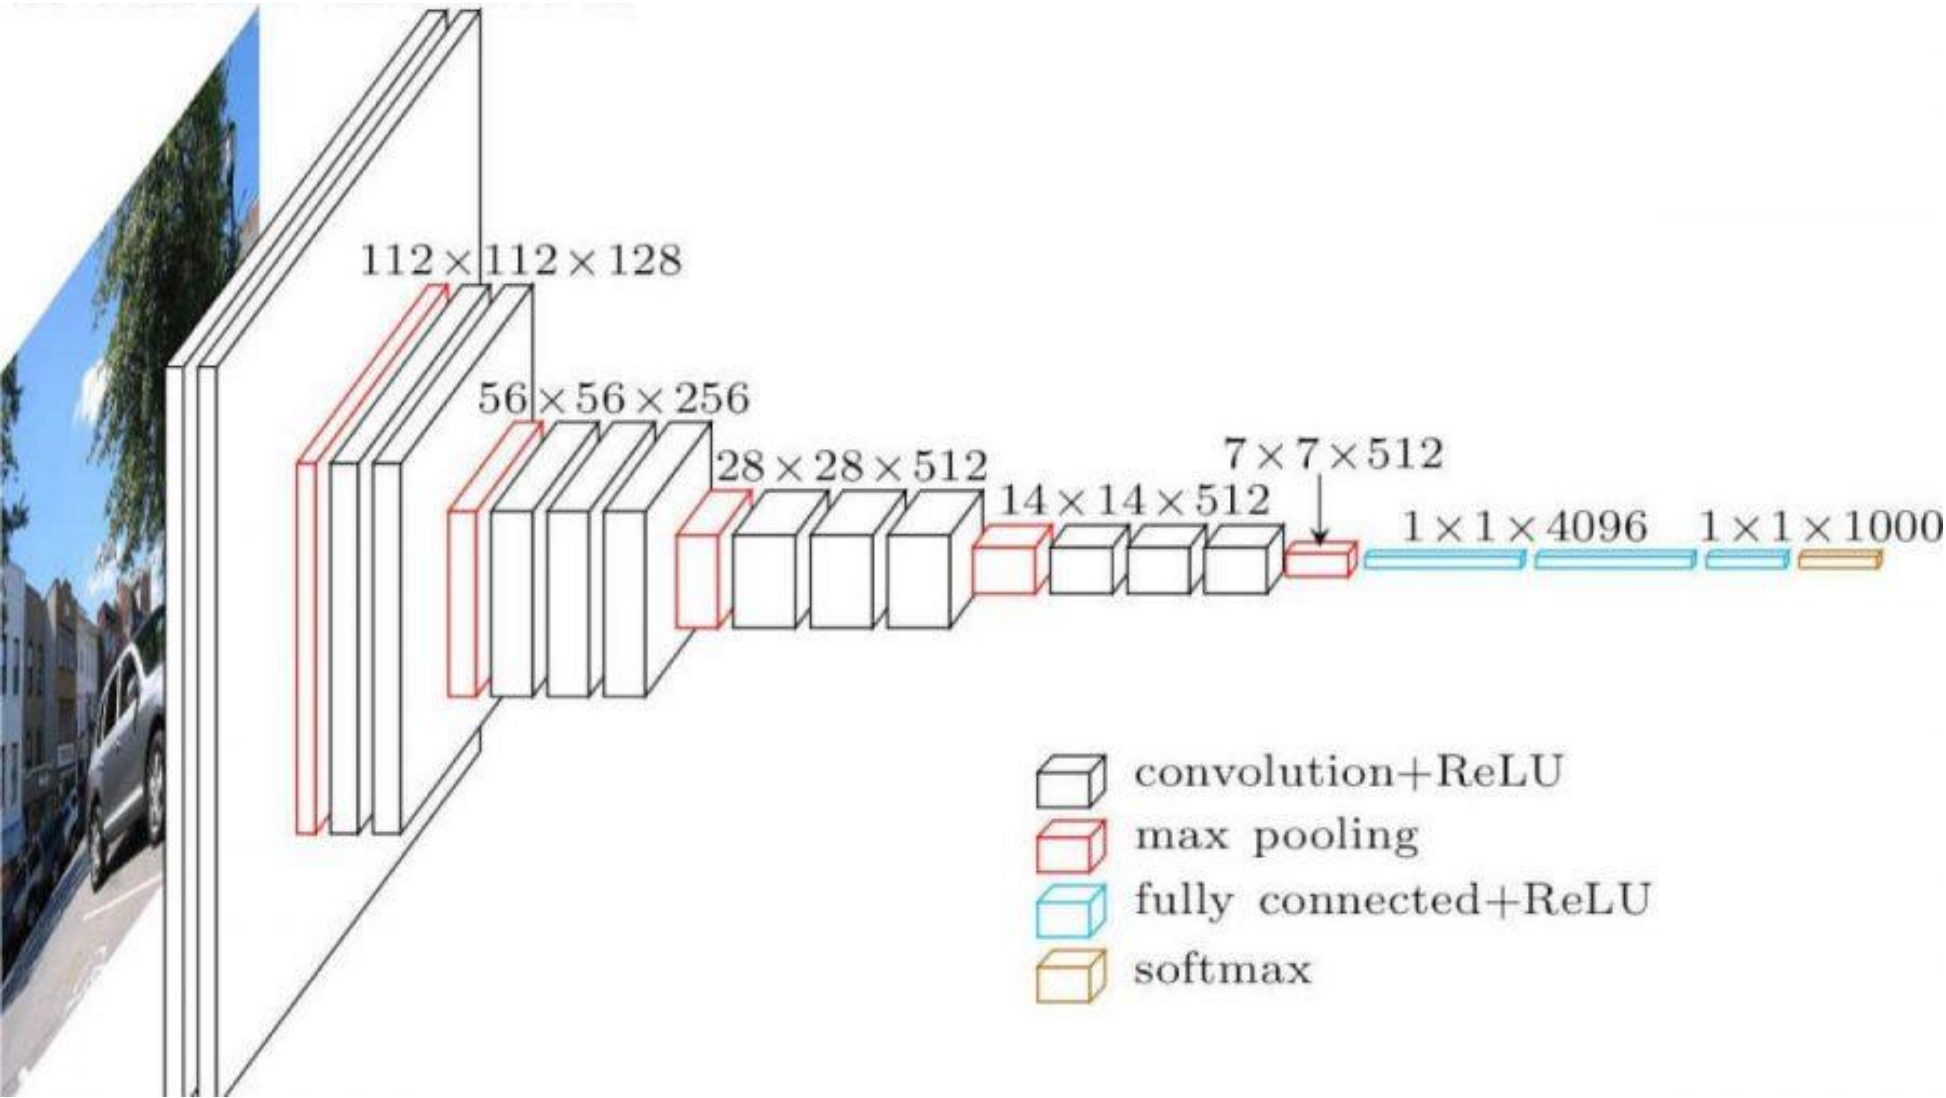 112×112×128
56×56×256
28×28×512
14×14×512
7×7×512
1×1×4096
1×1×1000
convolution+ReLU
max pooling
fully connected+ReLU
softmax